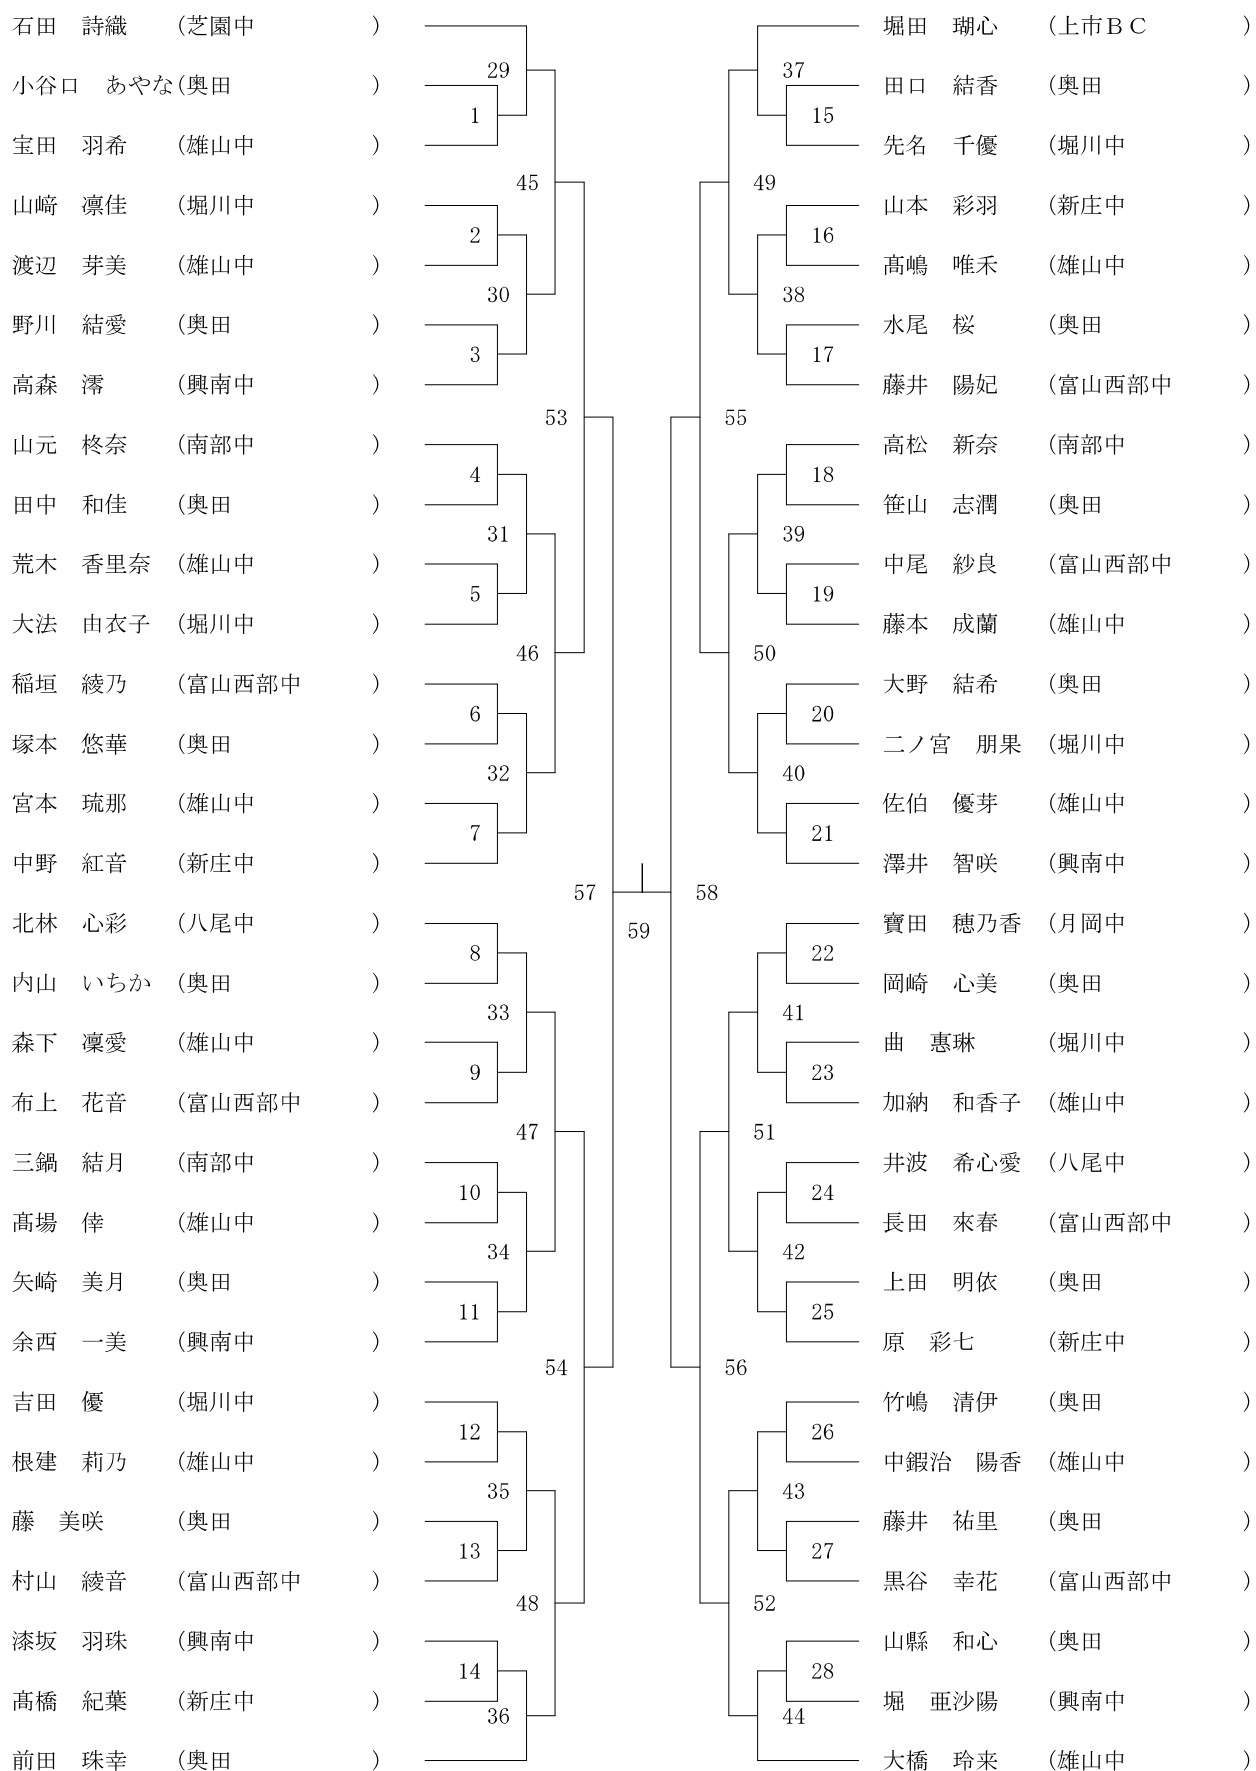 石田　詩織　(芝園中　)
小谷口　あやな(奥田　)
宝田　羽希　(雄山中　)
山﨑　凛佳　(堀川中　)
渡辺　芽美　(雄山中　)
野川　結愛　(奥田　)
高森　澪　(興南中　)
山元　柊奈　(南部中　)
田中　和佳　(奥田　)
荒木　香里奈　(雄山中　)
大法　由衣子　(堀川中　)
稲垣　綾乃　(富山西部中　)
塚本　悠華　(奥田　)
宮本　琉那　(雄山中　)
中野　紅音　(新庄中　)
北林　心彩　(八尾中　)
内山　いちか　(奥田　)
森下　凜愛　(雄山中　)
布上　花音　(富山西部中　)
三鍋　結月　(南部中　)
髙場　倖　(雄山中　)
矢崎　美月　(奥田　)
余西　一美　(興南中　)
吉田　優　(堀川中　)
根建　莉乃　(雄山中　)
藤　美咲　(奥田　)
村山　綾音　(富山西部中　)
漆坂　羽珠　(興南中　)
髙橋　紀葉　(新庄中　)
前田　珠幸　(奥田　)
1
2
3
4
5
6
7
8
9
10
11
12
13
14
29
30
31
32
33
34
35
36
45
46
47
48
53
54
57
59
58
55
56
49
50
51
52
37
38
39
40
41
42
43
44
15
16
17
18
19
20
21
22
23
24
25
26
27
28
堀田　瑚心　(上市ＢＣ　)
田口　結香　(奥田　)
先名　千優　(堀川中　)
山本　彩羽　(新庄中　)
髙嶋　唯禾　(雄山中　)
水尾　桜　(奥田　)
藤井　陽妃　(富山西部中　)
高松　新奈　(南部中　)
笹山　志潤　(奥田　)
中尾　紗良　(富山西部中　)
藤本　成蘭　(雄山中　)
大野　結希　(奥田　)
二ノ宮　朋果　(堀川中　)
佐伯　優芽　(雄山中　)
澤井　智咲　(興南中　)
寶田　穂乃香　(月岡中　)
岡崎　心美　(奥田　)
曲　惠琳　(堀川中　)
加納　和香子　(雄山中　)
井波　希心愛　(八尾中　)
長田　來春　(富山西部中　)
上田　明依　(奥田　)
原　彩七　(新庄中　)
竹嶋　清伊　(奥田　)
中鍜治　陽香　(雄山中　)
藤井　祐里　(奥田　)
黒谷　幸花　(富山西部中　)
山縣　和心　(奥田　)
堀　亜沙陽　(興南中　)
大橋　玲来　(雄山中　)